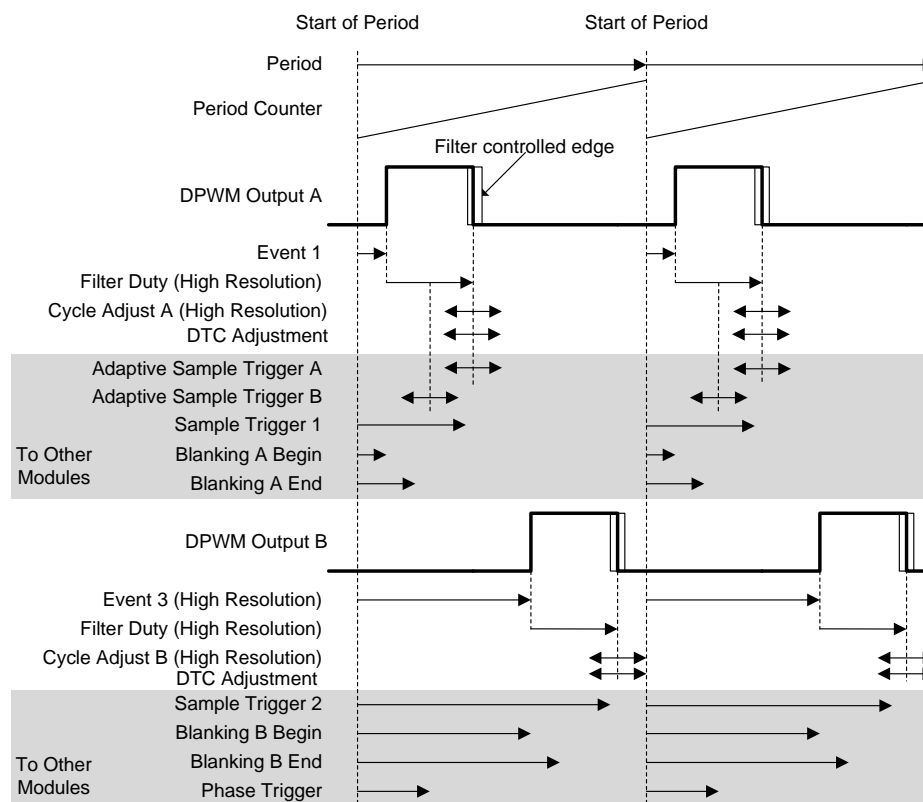 Start of Period
Start of Period
Period
Period Counter
Filter controlled edge
DPWM Output A
Event 1
Filter Duty (High Resolution)
Cycle Adjust A (High Resolution)
DTC Adjustment
Adaptive Sample Trigger A
Adaptive Sample Trigger B
Sample Trigger 1
To Other
Modules
Blanking A Begin
Blanking A End
DPWM Output B
Event 3 (High Resolution)
Filter Duty (High Resolution)
Cycle Adjust B (High Resolution)
DTC Adjustment
Sample Trigger 2
Blanking B Begin
Blanking B End
To Other
Modules
Phase Trigger